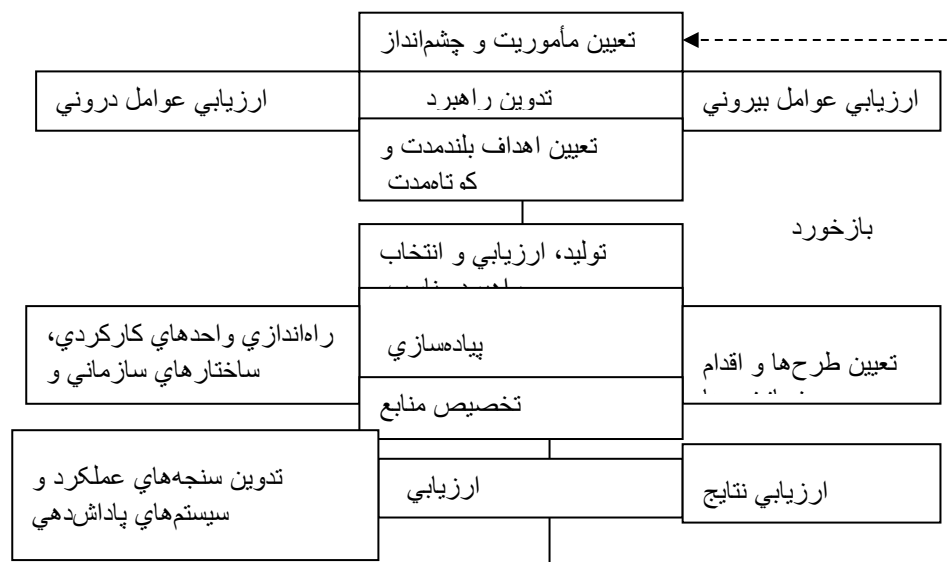 تعيين مأموريت و چشم‌انداز
ارزيابي عوامل بيروني
تدوين راهبرد
ارزيابي عوامل دروني
تعيين اهداف بلندمدت و
كوتاه‌مدت
بازخورد
توليد، ارزيابي و انتخاب
تعيين طرح‌ها و اقدام
پياده‌سازي
راه‌اندازي واحدهاي كاركردي،
ساختارهاي سازماني و
تخصيص منابع
ارزيابي نتايج
ارزيابي
تدوين سنجه‌هاي عملكرد و
سيستم‌هاي پاداش‌دهي